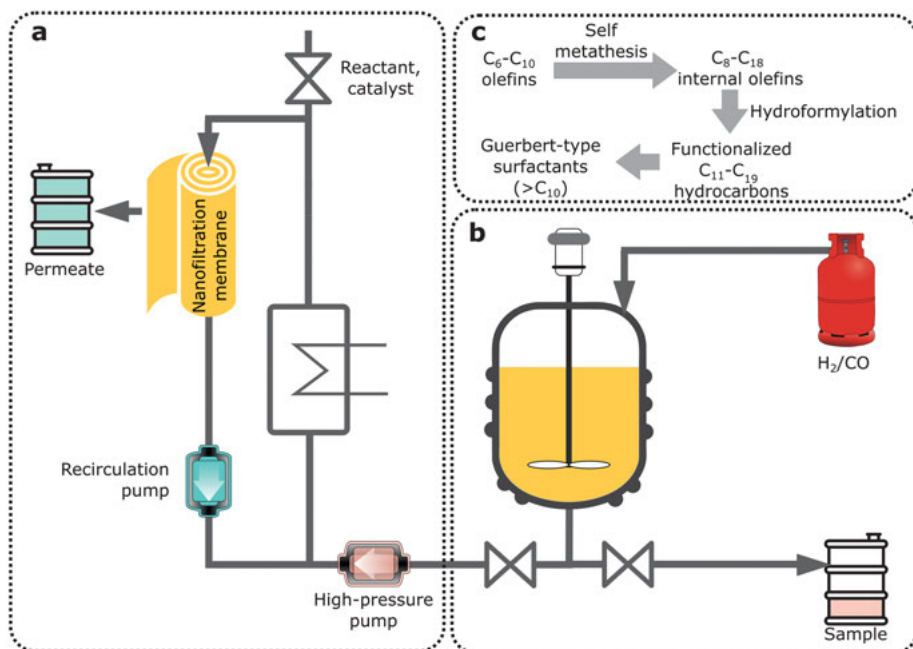 a
Reactant,
catalyst
Nanofiltration
membrane
Permeate
Recirculation
pump
High-pressure
pump
c
Self
metathesis
C₆–C₁₀
olefins
C₈–C₁₈
internal olefins
Hydroformylation
Functionalized
C₁₁–C₁₉
hydrocarbons
Guerbert-type
surfactants
(>C₁₀)
b
H₂/CO
Sample